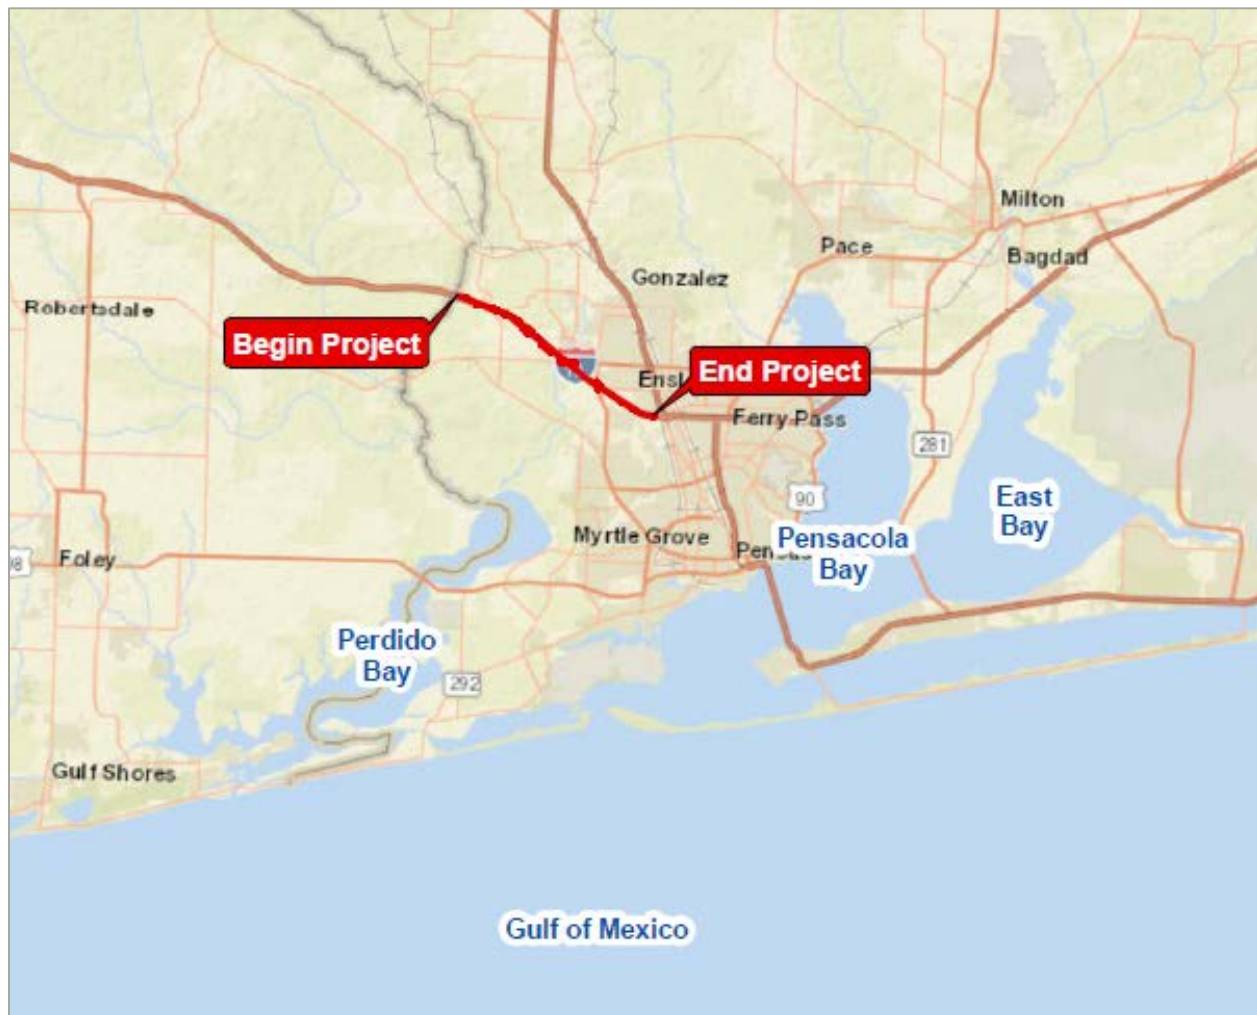 Milton
Pace
Bagdad
Gonzalez
Robertsdale
Begin Project
End Project
Ferry Pass
281
East
Bay
90
Pensacola
Bay
Myrtle Grove
Foley
Perdido
Bay
292
Gulf Shores
Gulf of Mexico